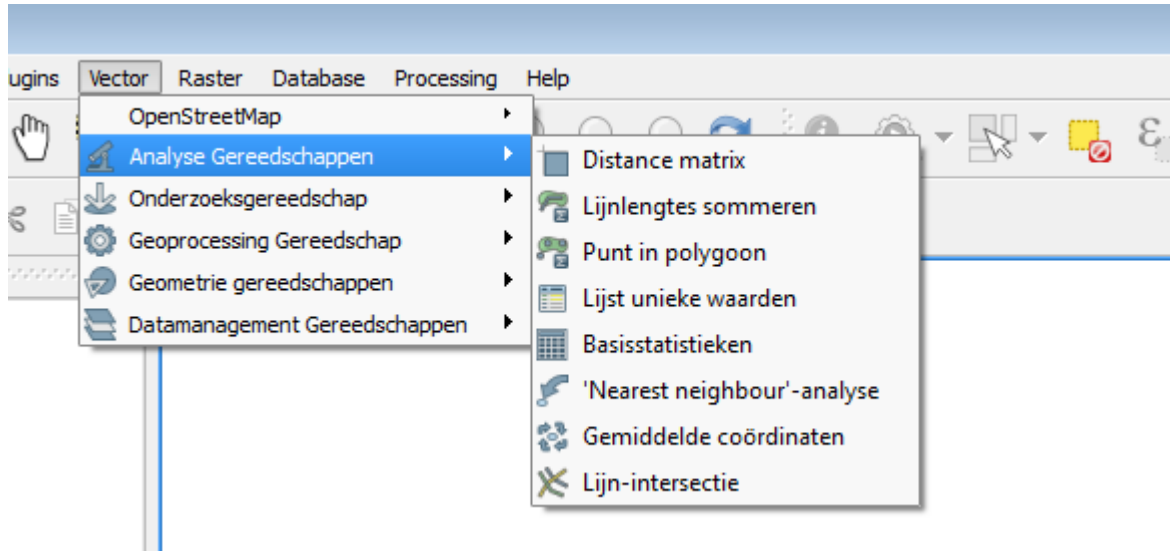 ugins Vector Raster Database Processing Help
OpenStreetMap
Analyse Gereedschappen
Onderzoeksgereedschap
Geoprocessing Gereedschap
Geometrie gereedschappen
Datamanagement Gereedschappen
Distance matrix
Lijnlengtes sommeren
Punt in polygoon
Lijst unieke waarden
Basisstatistieken
'Nearest neighbour'-analyse
Gemiddelde coördinaten
Lijn-intersectie